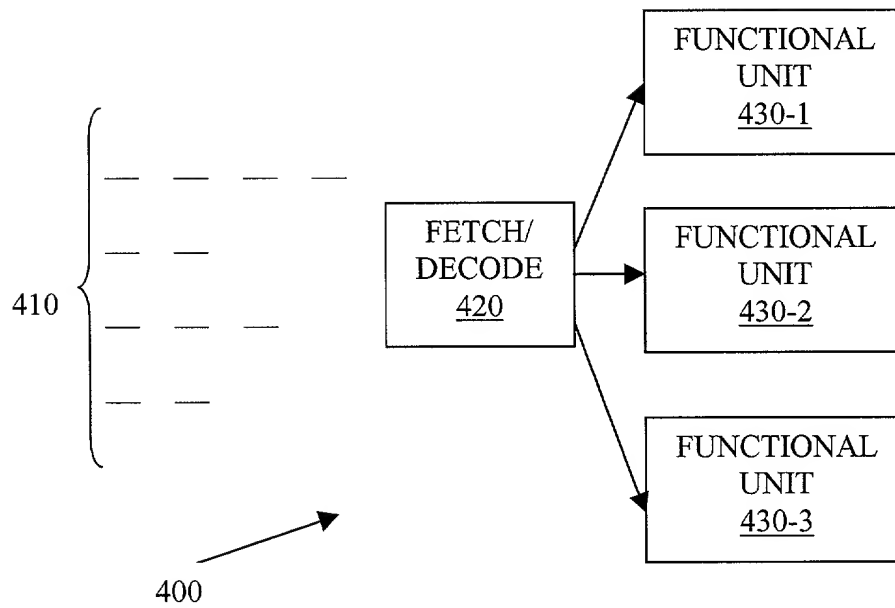 FUNCTIONAL
UNIT
430-1
FETCH/
DECODE
420
FUNCTIONAL
UNIT
430-2
410
FUNCTIONAL
UNIT
430-3
400